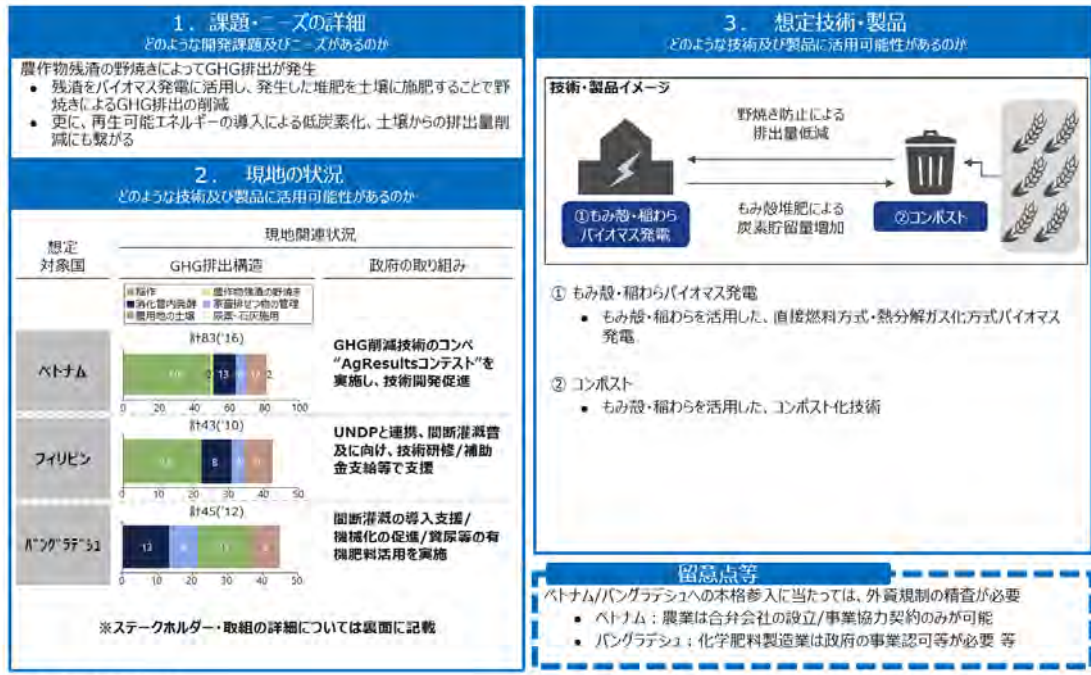 1．課題・ニーズの詳細
どのような開発課題及びニーズがあるのか
農作物残渣の野焼きによってGHG排出が発生
• 残渣をバイオマス発電に活用し、発生した堆肥を土壌に施肥することで野
焼きによるGHG排出の削減
• 更に、再生可能エネルギーの導入による低炭素化、土壌からの排出量削
減にも繋がる
2．現地の状況
どのような技術及び製品に活用可能性があるのか
想定
対象国
現地関連状況
GHG排出構造
政府の取り組み
稲作
農作物残渣の野焼き
消化管内発酵
家畜排せつ物の管理
農用地の土壌
尿素・石灰施用
ベトナム
計83('16)
13
2
0 20 40 60 80 100
GHG削減技術のコンペ
“AgResultsコンテスト”を
実施し、技術開発促進
フィリピン
計43('10)
8
0 10 20 30 40 50
UNDPと連携、間断灌漑普
及に向け、技術研修/補助
金支給等で支援
バングラデシュ
計45('12)
13
0 10 20 30 40 50
間断灌漑の導入支援/
機械化の促進/糞尿等の有
機肥料活用を実施
※ステークホルダー・取組の詳細については裏面に記載
3．想定技術・製品
どのような技術及び製品に活用可能性があるのか
技術・製品イメージ
野焼き防止による
排出量低減
もみ殻堆肥による
炭素貯留量増加
①もみ殻・稲わら
バイオマス発電
②コンポスト
① もみ殻・稲わらバイオマス発電
• もみ殻・稲わらを活用した、直接燃料方式・熱分解ガス化方式バイオマス
発電
② コンポスト
• もみ殻・稲わらを活用した、コンポスト化技術
留意点等
ベトナム/バングラデシュへの本格参入に当たっては、外資規制の精査が必要
• ベトナム：農業は合弁会社の設立/事業協力契約のみが可能
• バングラデシュ：化学肥料製造業は政府の事業認可等が必要 等